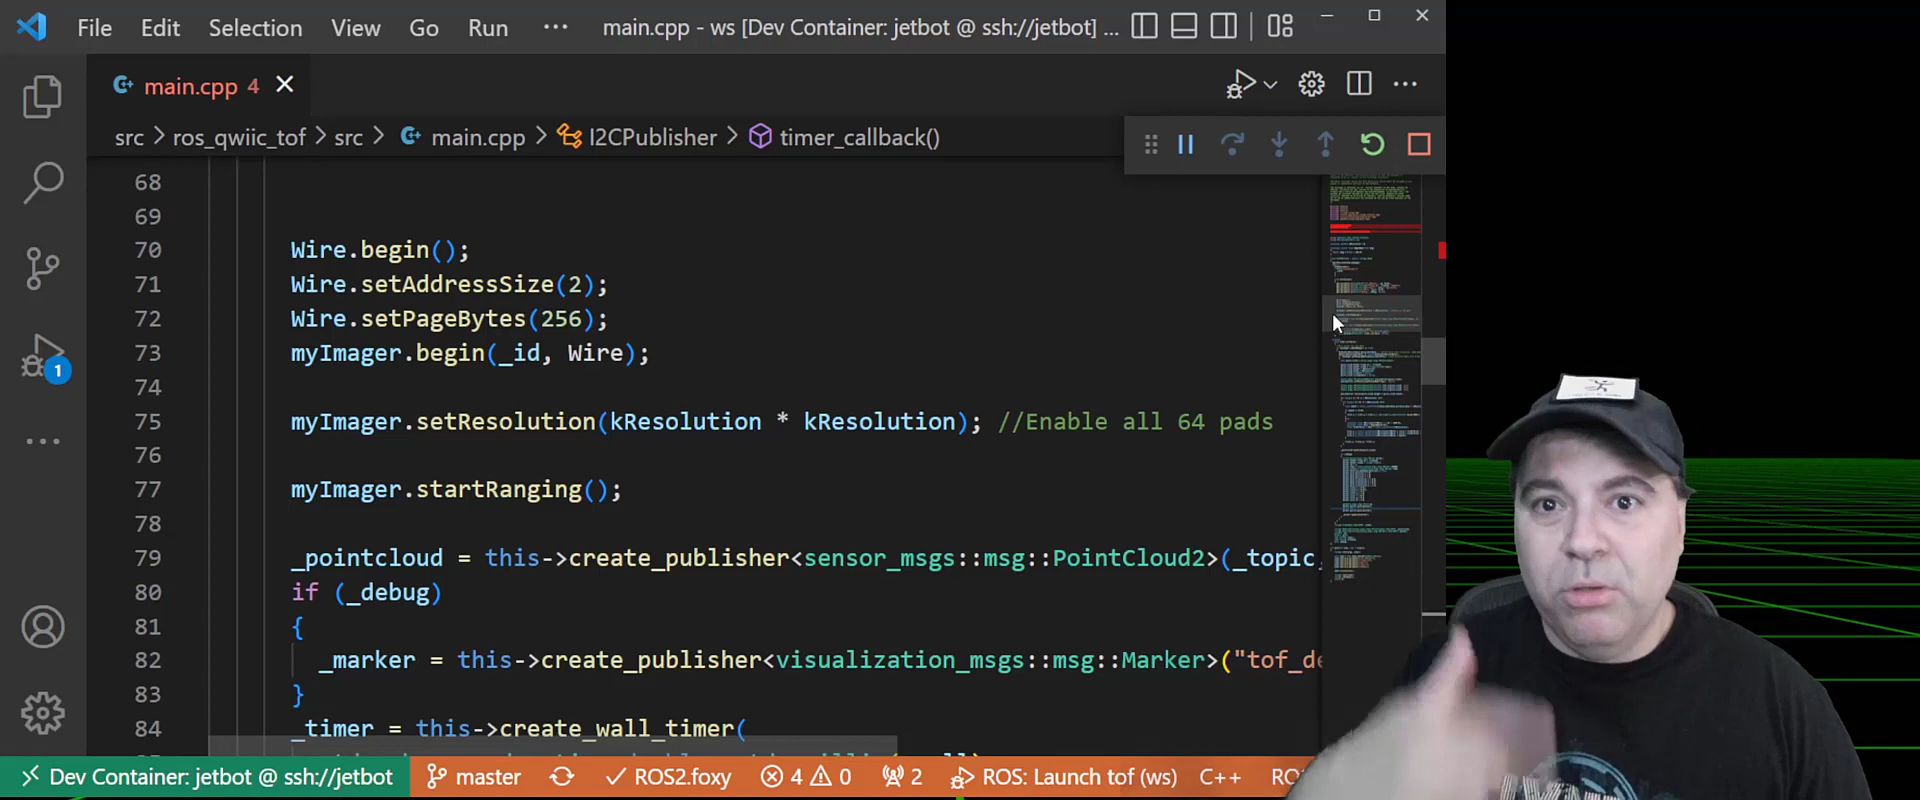 File Edit Selection View Go Run ··· main.cpp - ws [Dev Container: jetbot @ ssh://jetbot] ...
main.cpp 4
src > ros_qwiic_tof > src > main.cpp > I2CPublisher > timer_callback()
68
69
70 Wire.begin();
71 Wire.setAddressSize(2);
72 Wire.setPageBytes(256);
73 myImager.begin(_id, Wire);
74
75 myImager.setResolution(kResolution * kResolution); //Enable all 64 pads
76
77 myImager.startRanging();
78
79 _pointcloud = this->create_publisher<sensor_msgs::msg::PointCloud2>(_topic,
80 if (_debug)
81 {
82 _marker = this->create_publisher<visualization_msgs::msg::Marker>("tof_de
83 }
84 _timer = this->create_wall_timer(
1
Dev Container: jetbot @ ssh://jetbot master ROS2.foxy 4 0 2 ROS: Launch tof (ws) C++